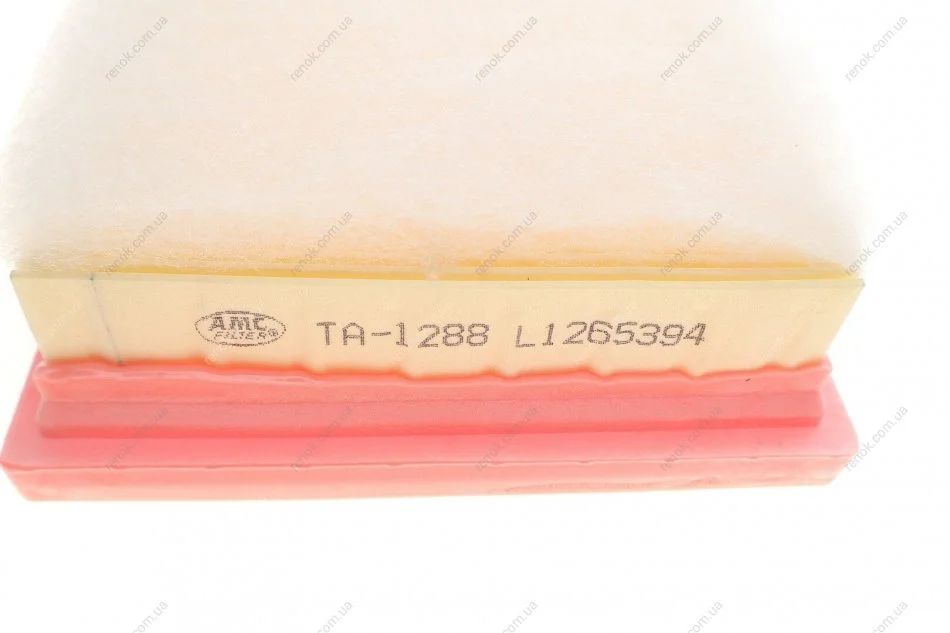 AMC FILTER® TA-1288 L1265394
renok.com.ua